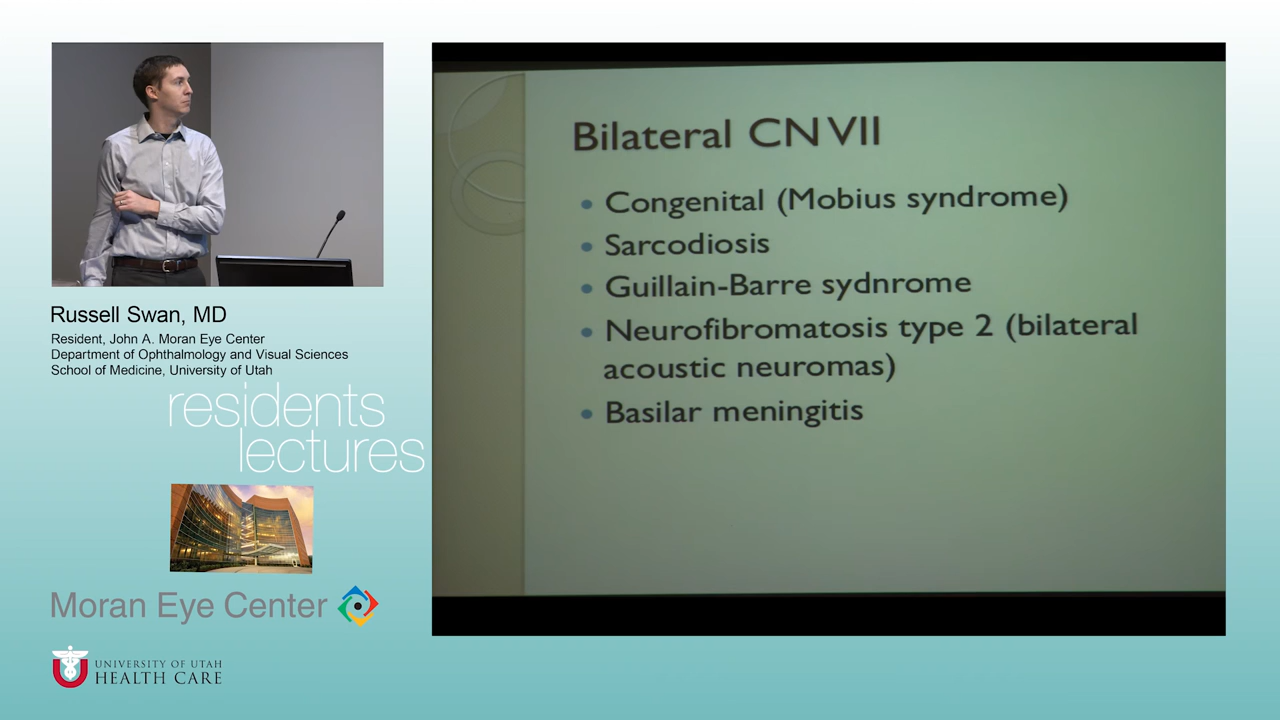 Russell Swan, MD
Resident, John A. Moran Eye Center
Department of Ophthalmology and Visual Sciences
School of Medicine, University of Utah
residents
lectures
Moran Eye Center
UNIVERSITY OF UTAH
HEALTH CARE
Bilateral CN VII
• Congenital (Mobius syndrome)
• Sarcodiosis
• Guillain-Barre sydnrome
• Neurofibromatosis type 2 (bilateral
acoustic neuromas)
• Basilar meningitis